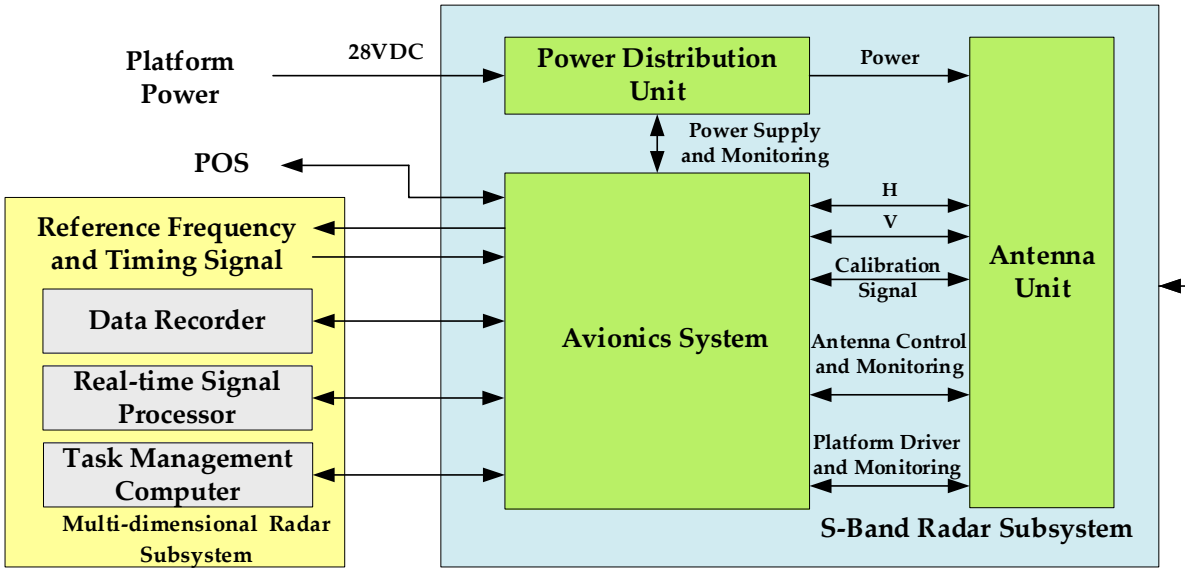 Platform
Power
28VDC
Power Distribution
Unit
Power
Power Supply
and Monitoring
POS
Reference Frequency
and Timing Signal
Data Recorder
Real-time Signal
Processor
Task Management
Computer
Multi-dimensional Radar
Subsystem
Avionics System
H
V
Calibration
Signal
Antenna Control
and Monitoring
Platform Driver
and Monitoring
Antenna
Unit
S-Band Radar Subsystem